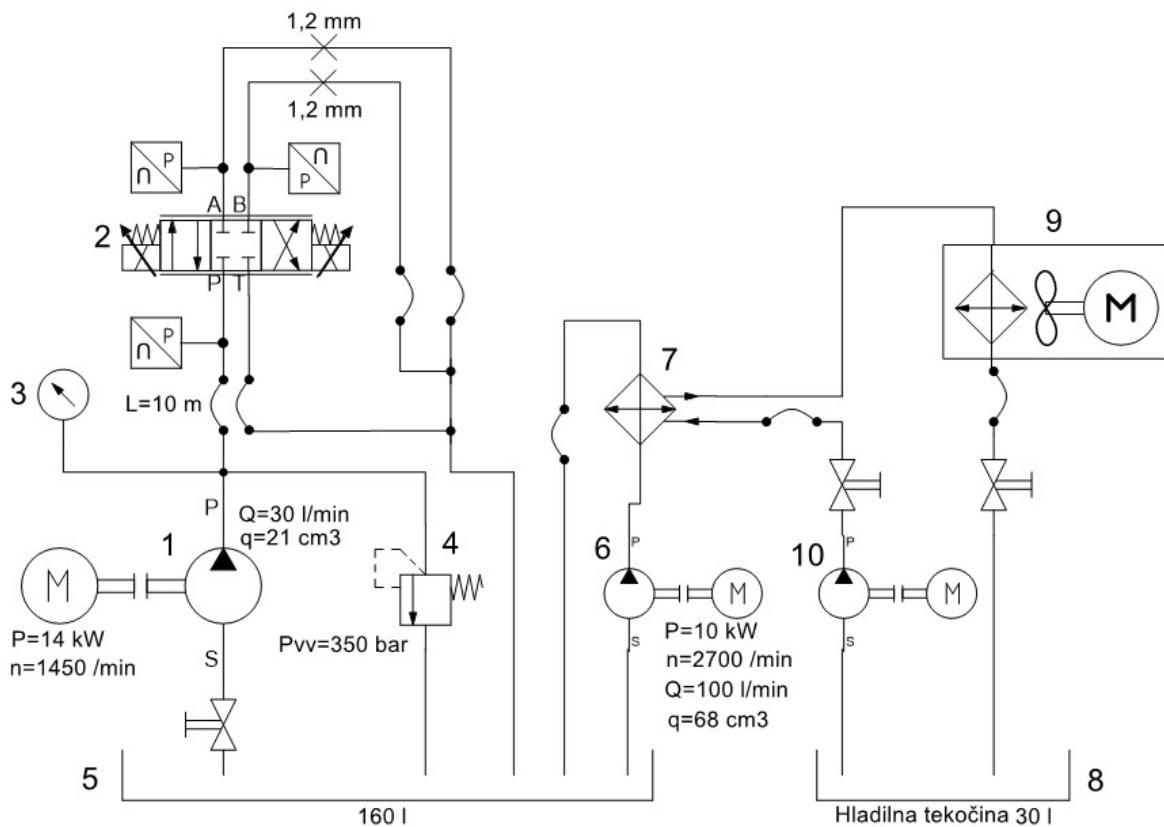 1,2 mm
1,2 mm
n P
n P
A B
2
P T
n P
9
M
7
3
L=10 m
P
Q=30 l/min
q=21 cm3
1
4
6
P
10
P
M
M
M
P=14 kW
n=1450 /min
Pvv=350 bar
S
S
P=10 kW
n=2700 /min
Q=100 l/min
q=68 cm3
S
5
160 l
8
Hladilna tekočina 30 l